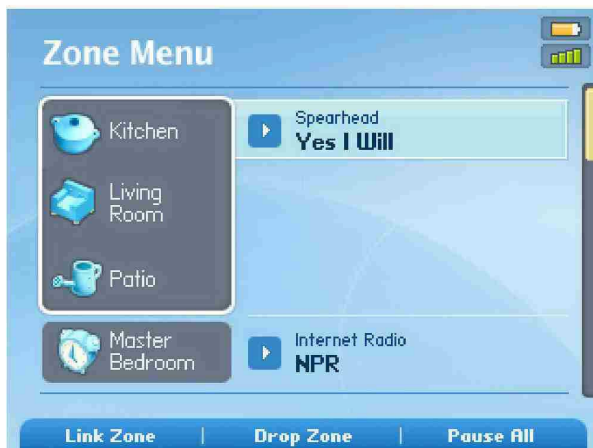 Zone Menu
Kitchen
Spearhead
Yes I Will
Living
Room
Patio
Master
Bedroom
Internet Radio
NPR
Link Zone | Drop Zone | Pause All